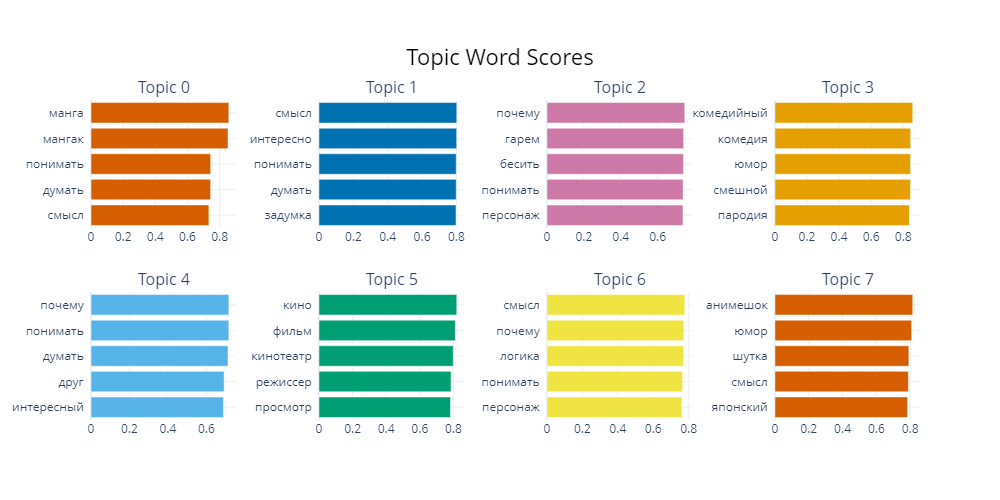 Topic Word Scores
Topic 0
манга
мангак
понимать
думать
смысл
0 0.2 0.4 0.6 0.8
Topic 1
смысл
интересно
понимать
думать
задумка
0 0.2 0.4 0.6 0.8
Topic 2
почему
гарем
бесить
понимать
персонаж
0 0.2 0.4 0.6
Topic 3
комедийный
комедия
юмор
смешной
пародия
0 0.2 0.4 0.6 0.8
Topic 4
почему
понимать
думать
друг
интересный
0 0.2 0.4 0.6
Topic 5
кино
фильм
кинотеатр
режиссер
просмотр
0 0.2 0.4 0.6 0.8
Topic 6
смысл
почему
логика
понимать
персонаж
0 0.2 0.4 0.6 0.8
Topic 7
анимешок
юмор
шутка
смысл
японский
0 0.2 0.4 0.6 0.8